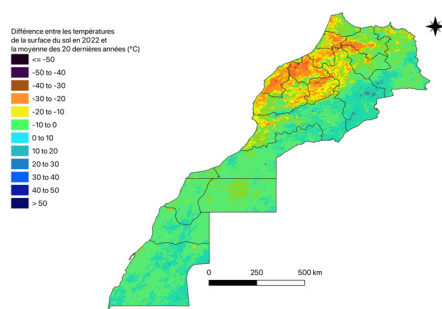 Différence entre les températures
de la surface du sol en 2022 et
la moyenne des 20 dernières années (°C)
<= -50
-50 to -40
-40 to -30
-30 to -20
-20 to -10
-10 to 0
0 to 10
10 to 20
20 to 30
30 to 40
40 to 50
> 50
0 250 500 km